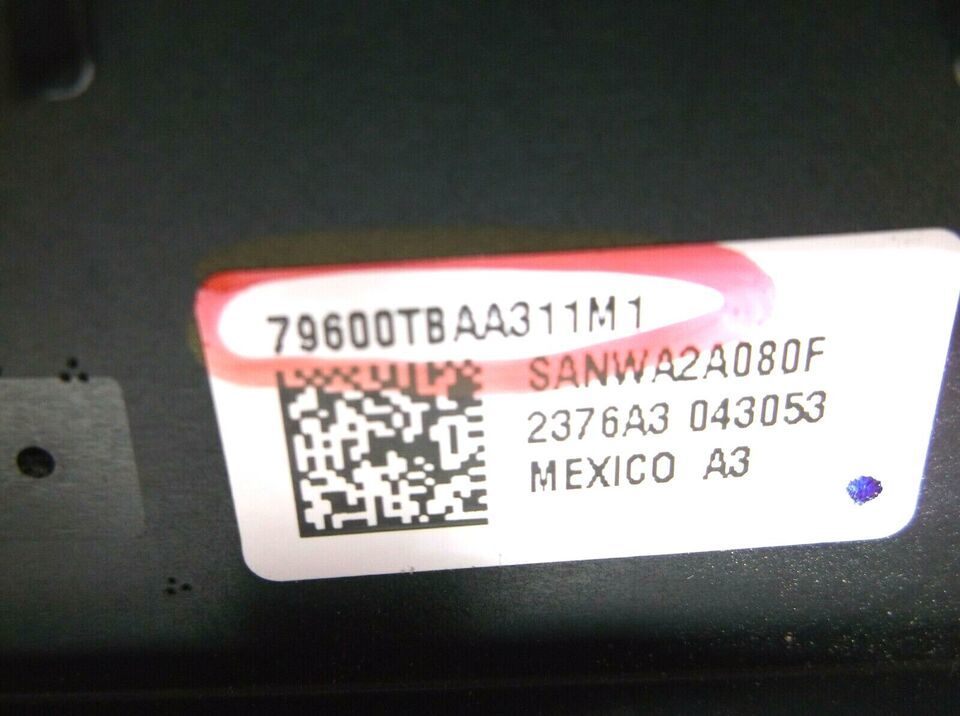 79600TBAA311M1
SANWA2A080F
2376A3 043053
MEXICO A3